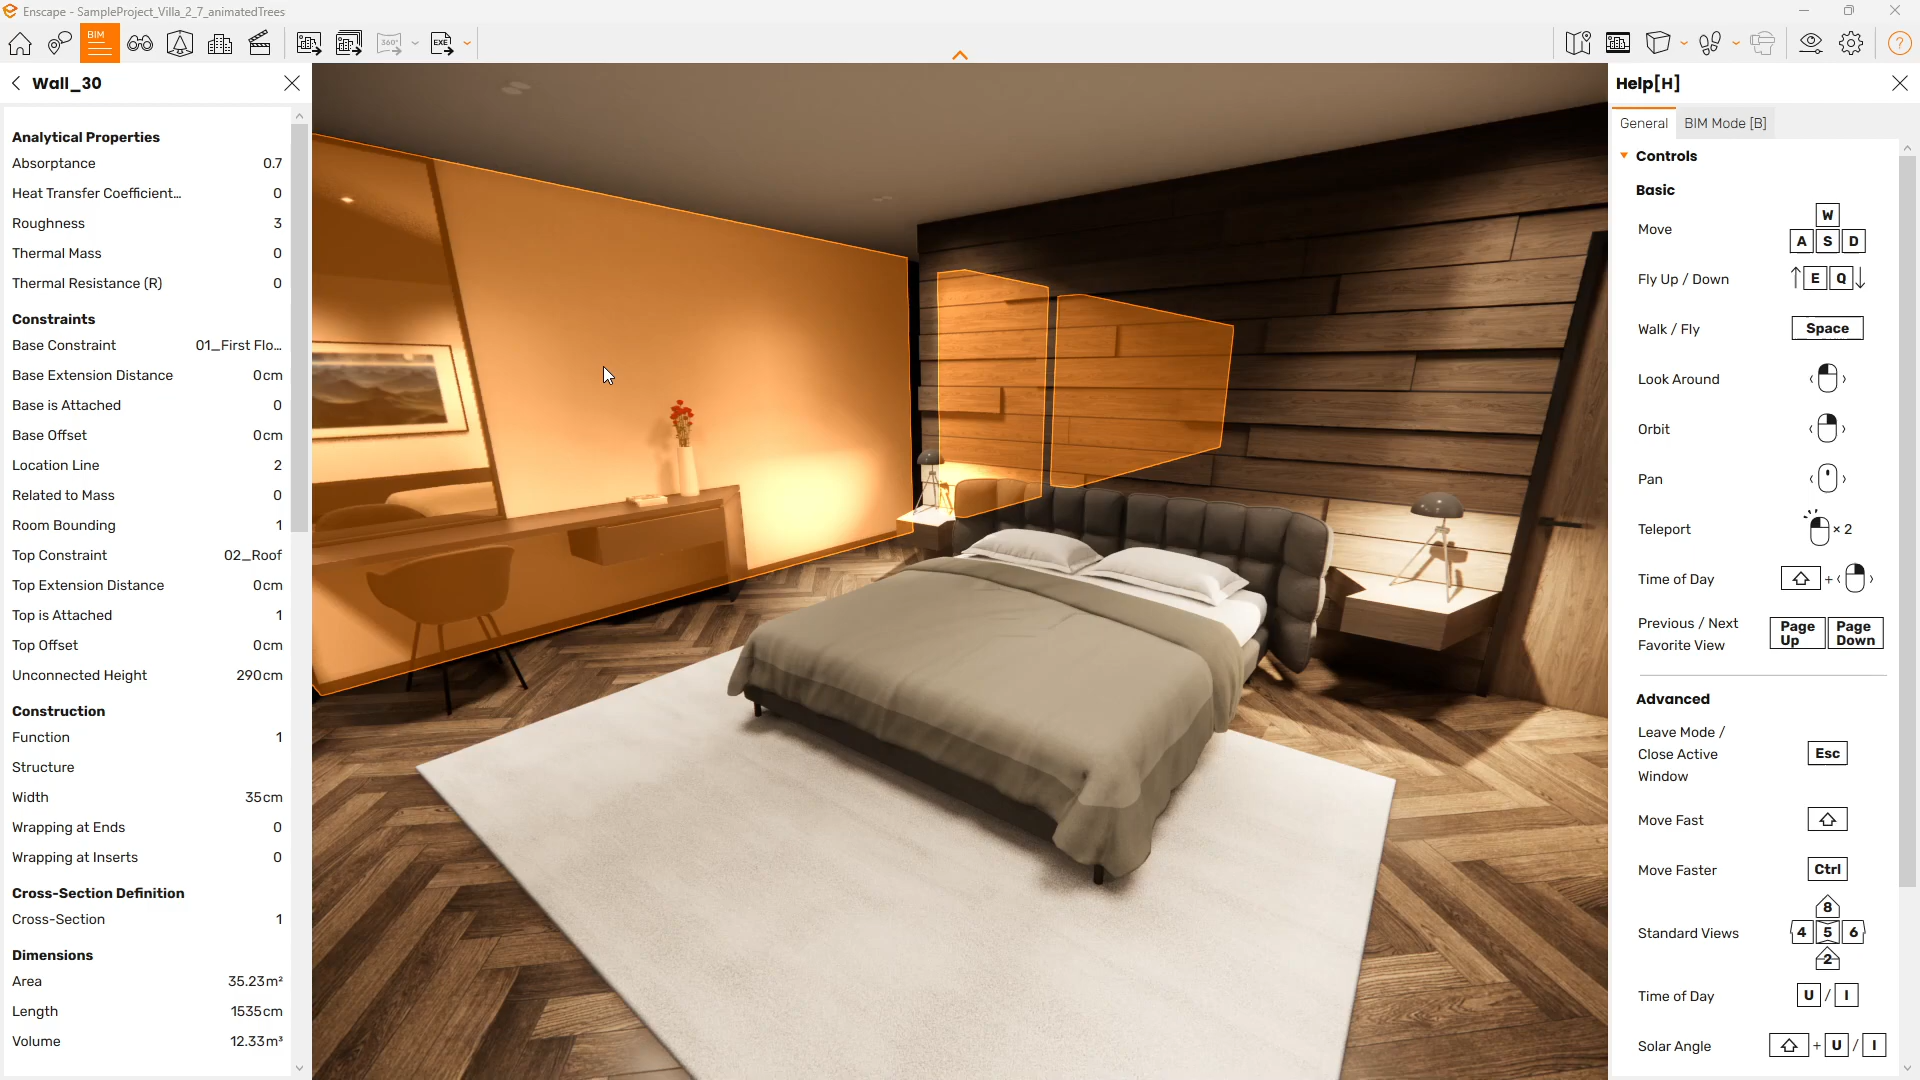 Enscape - SampleProject_Villa_2_7_animatedTrees
BIM
360°
EXE
?
Wall_30
Analytical Properties
Absorptance 0.7
Heat Transfer Coefficient... 0
Roughness 3
Thermal Mass 0
Thermal Resistance (R) 0
Constraints
Base Constraint 01_First Flo...
Base Extension Distance 0cm
Base is Attached 0
Base Offset 0cm
Location Line 2
Related to Mass 0
Room Bounding 1
Top Constraint 02_Roof
Top Extension Distance 0cm
Top is Attached 1
Top Offset 0cm
Unconnected Height 290cm
Construction
Function 1
Structure
Width 35cm
Wrapping at Ends 0
Wrapping at Inserts 0
Cross-Section Definition
Cross-Section 1
Dimensions
Area 35.23m²
Length 1535cm
Volume 12.33m³
Help[H]
General BIM Mode [B]
Controls
Basic
W
Move
A S D
Fly Up / Down E Q
Walk / Fly Space
Look Around
Orbit
Pan
Teleport × 2
Time of Day +
Previous / Next
Favorite View
Page Up Page Down
Advanced
Leave Mode /
Close Active
Window
Esc
Move Fast
Move Faster Ctrl
8
Standard Views 4 5 6
2
Time of Day U / I
Solar Angle + U / I